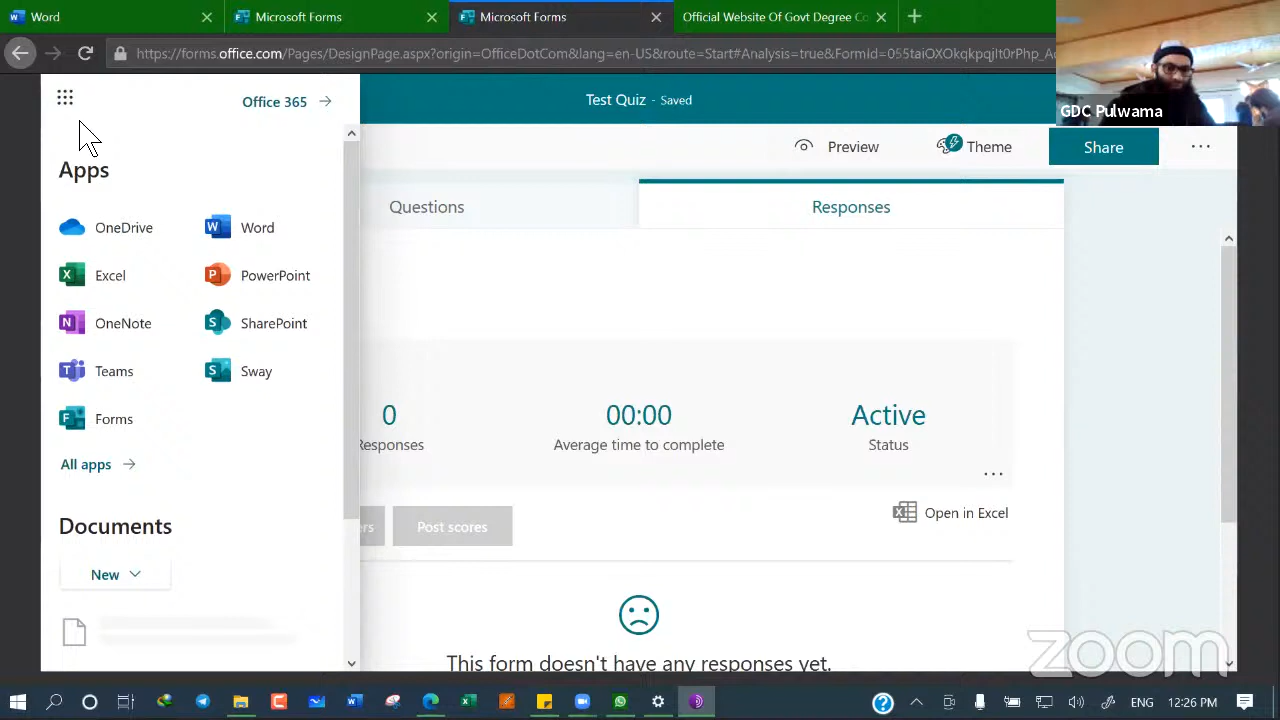 Word
Microsoft Forms
Microsoft Forms
Official Website Of Govt Degree Co
https://forms.office.com/Pages/DesignPage.aspx?origin=OfficeDotCom&lang=en-US&route=Start#Analysis=true&FormId=
GDC Pulwama
Office 365
Test Quiz - Saved
Preview
Theme
Share
Apps
Questions
Responses
OneDrive
Word
Excel
PowerPoint
OneNote
SharePoint
Teams
Sway
Forms
All apps
0
00:00
Active
Responses
Average time to complete
Status
Open in Excel
ers
Post scores
Documents
New
This form doesn't have any responses yet.
zoom
ENG
12:26 PM